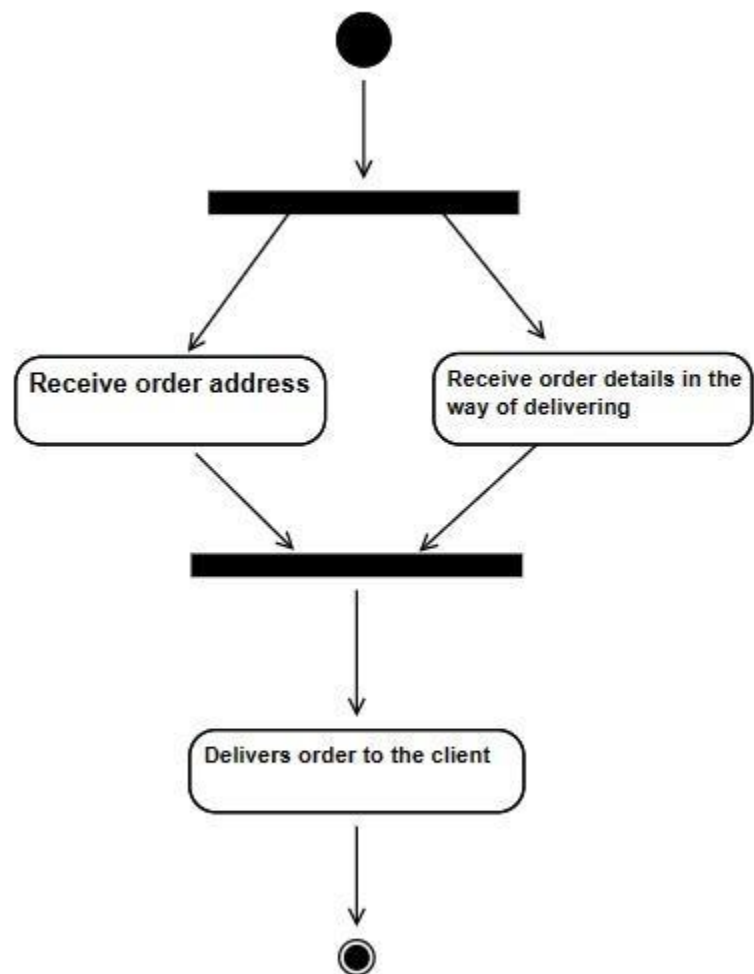 Receive order address
Receive order details in the
way of delivering
Delivers order to the client